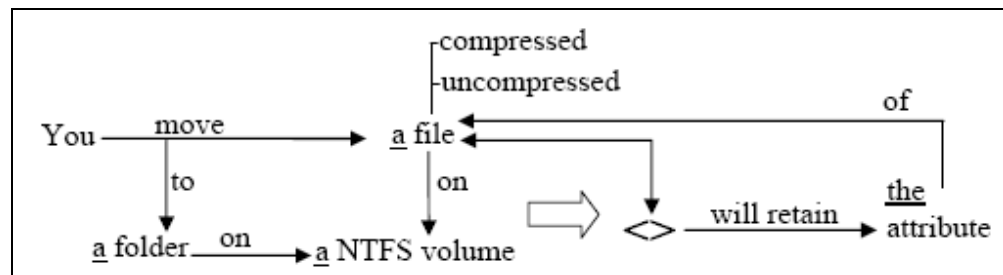 compressed
uncompressed
of
You move a file
to on the
a folder on a NTFS volume <> will retain attribute